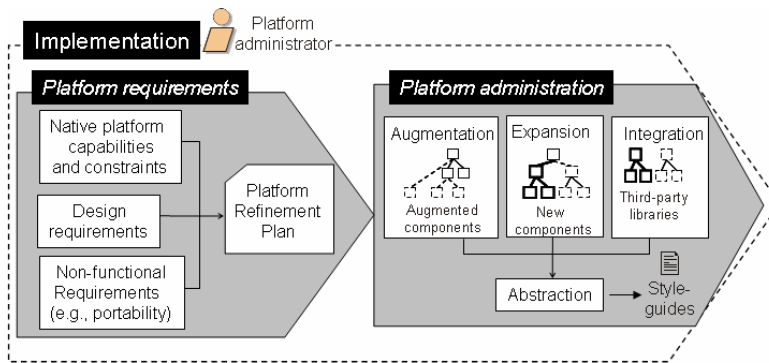 Implementation
Platform
administrator
Platform requirements
Native platform
capabilities
and constraints
Design
requirements
Non-functional
Requirements
(e.g., portability)
Platform
Refinement
Plan
Platform administration
Augmentation
Augmented
components
Expansion
New
components
Integration
Third-party
libraries
Abstraction
Style-
guides